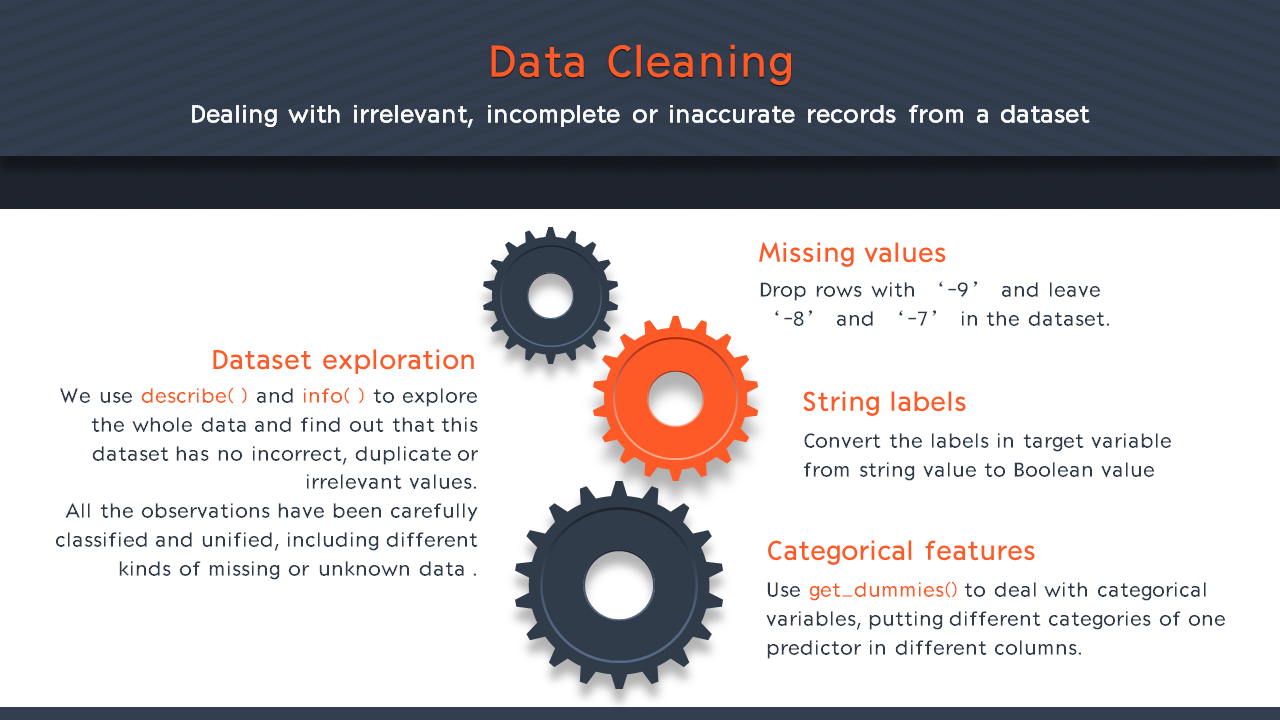 Data Cleaning
Dealing with irrelevant, incomplete or inaccurate records from a dataset
Dataset exploration
We use describe( ) and info( ) to explore
the whole data and find out that this
dataset has no incorrect, duplicate or
irrelevant values.
All the observations have been carefully
classified and unified, including different
kinds of missing or unknown data .
Missing values
Drop rows with ‘-9’ and leave
‘-8’ and ‘-7’ in the dataset.
String labels
Convert the labels in target variable
from string value to Boolean value
Categorical features
Use get_dummies() to deal with categorical
variables, putting different categories of one
predictor in different columns.